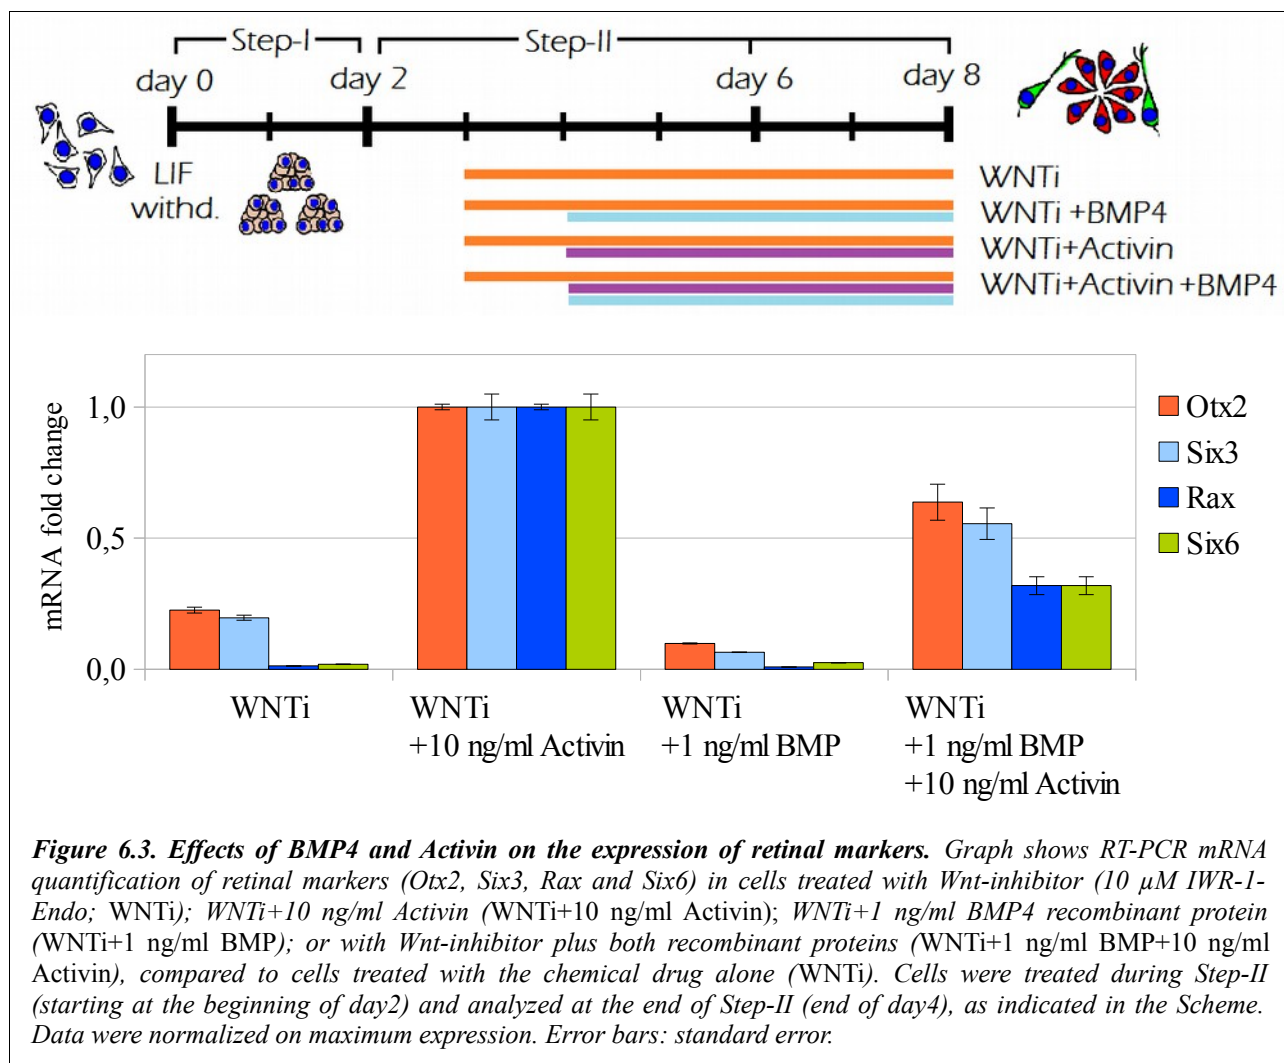 Step-I
Step-II
day 0
day 2
day 6
day 8
LIF
withd.
WNTi
WNTi +BMP4
WNTi+Activin
WNTi+Activin +BMP4
mRNA fold change
1,0
0,5
0,0
Otx2
Six3
Rax
Six6
WNTi
WNTi
+10 ng/ml Activin
WNTi
+1 ng/ml BMP
WNTi
+1 ng/ml BMP
+10 ng/ml Activin
Figure 6.3. Effects of BMP4 and Activin on the expression of retinal markers. Graph shows RT-PCR mRNA
quantification of retinal markers (Otx2, Six3, Rax and Six6) in cells treated with Wnt-inhibitor (10 µM IWR-1-
Endo; WNTi); WNTi+10 ng/ml Activin (WNTi+10 ng/ml Activin); WNTi+1 ng/ml BMP4 recombinant protein
(WNTi+1 ng/ml BMP); or with Wnt-inhibitor plus both recombinant proteins (WNTi+1 ng/ml BMP+10 ng/ml
Activin), compared to cells treated with the chemical drug alone (WNTi). Cells were treated during Step-II
(starting at the beginning of day2) and analyzed at the end of Step-II (end of day4), as indicated in the Scheme.
Data were normalized on maximum expression. Error bars: standard error.